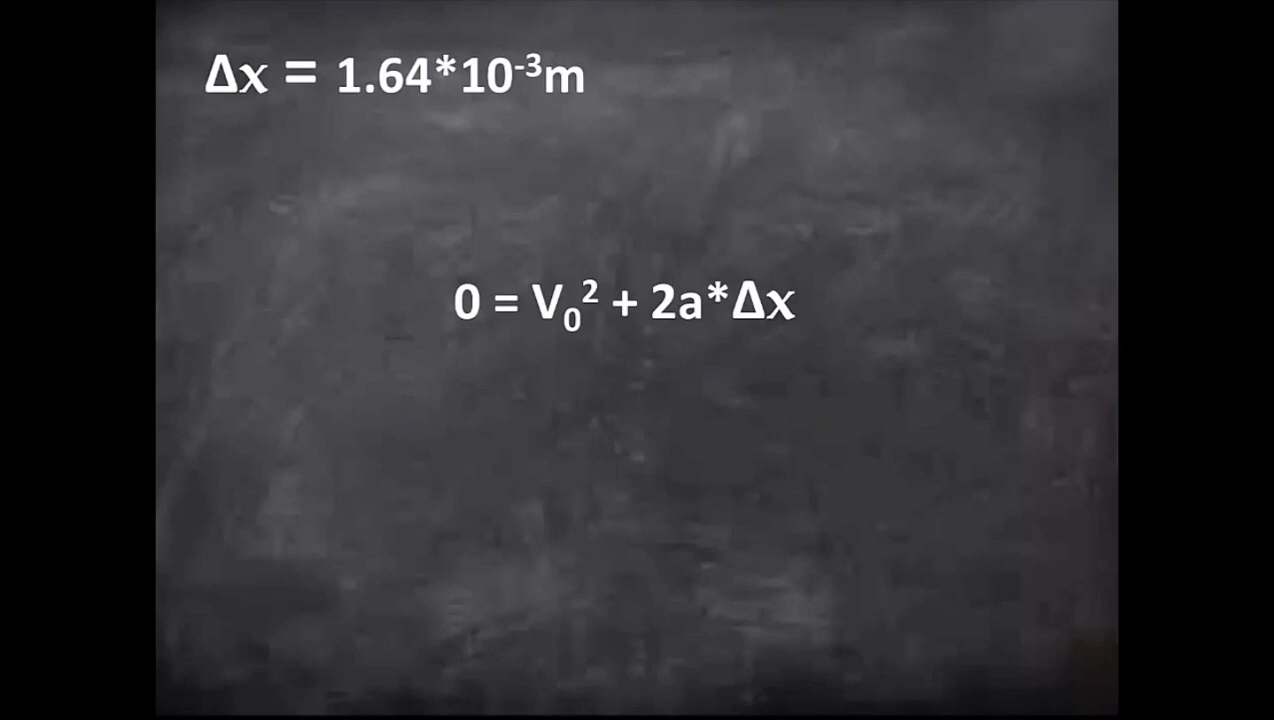 Δx = 1.64*10⁻³m
0 = V₀² + 2a*Δx